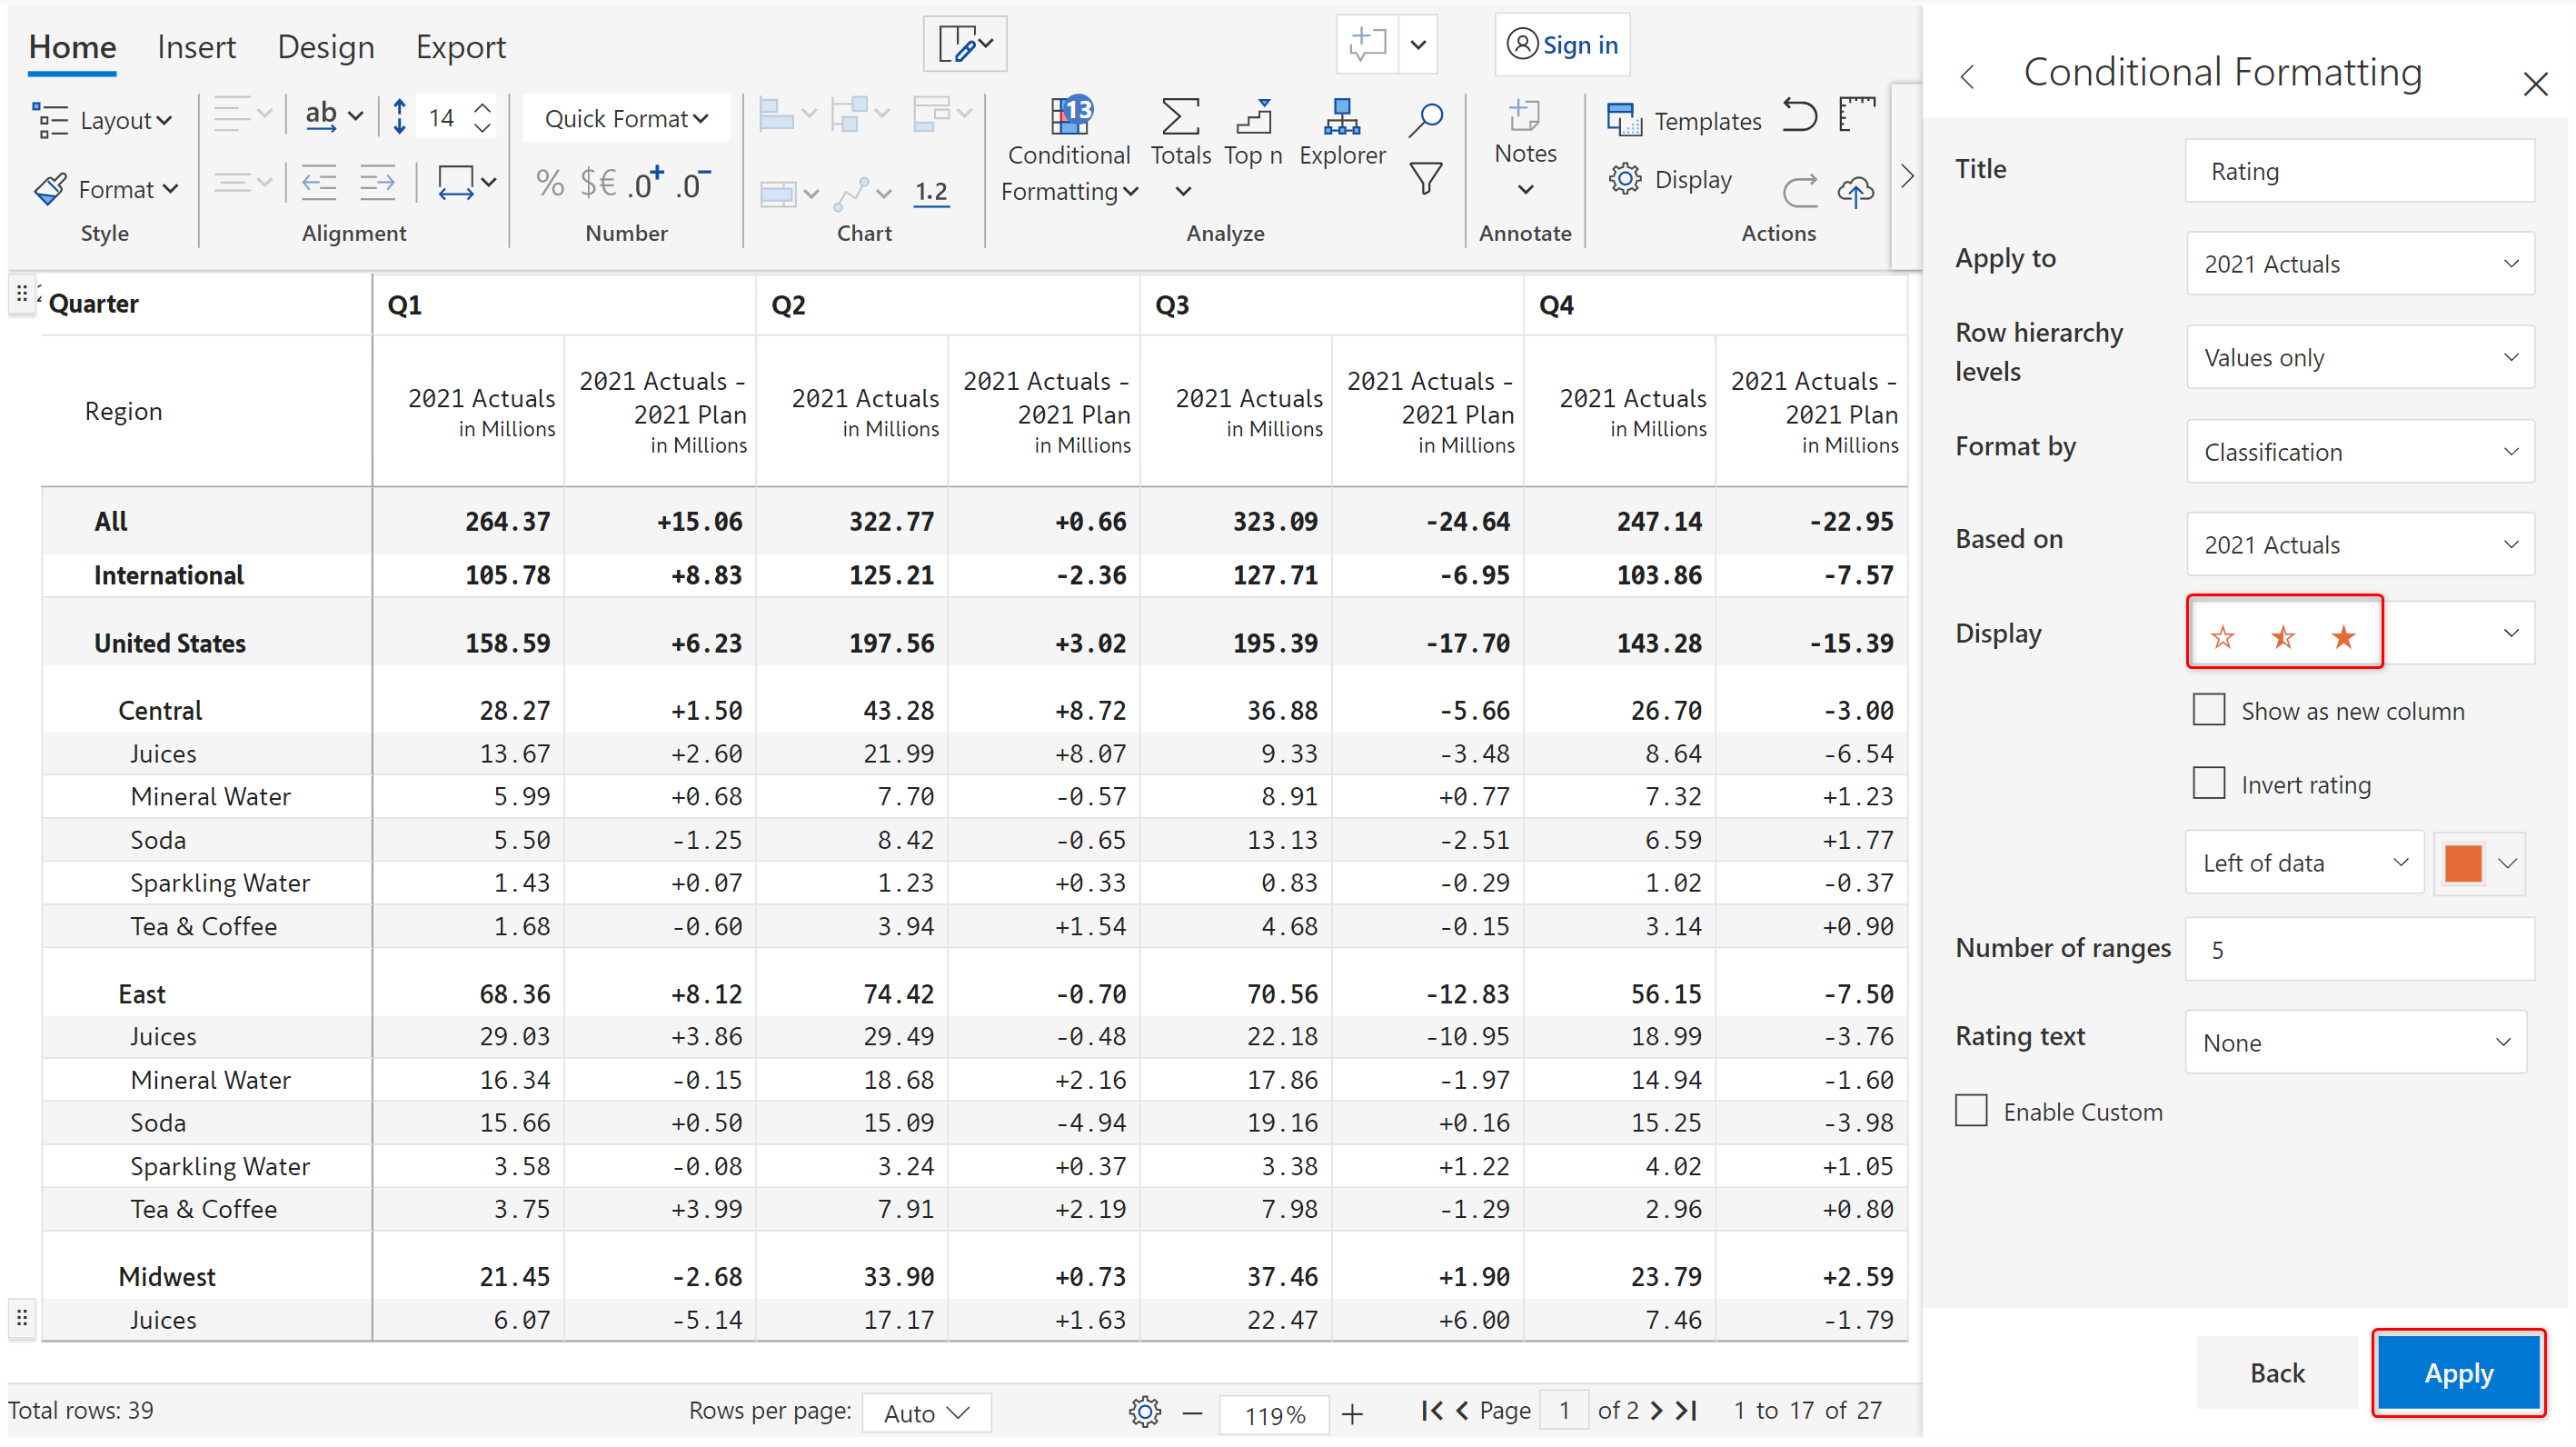 Home Insert Design Export Sign in
Layout ab 14 Quick Format 13 Conditional Formatting Totals Top n Explorer Notes Templates
Format % $€ .0+ .0- 1.2 Display
Style Alignment Number Chart Analyze Annotate Actions
Quarter Q1 Q2 Q3 Q4
Region 2021 Actuals in Millions 2021 Actuals - 2021 Plan in Millions 2021 Actuals in Millions 2021 Actuals - 2021 Plan in Millions 2021 Actuals in Millions 2021 Actuals - 2021 Plan in Millions 2021 Actuals in Millions 2021 Actuals - 2021 Plan in Millions
All 264.37 +15.06 322.77 +0.66 323.09 -24.64 247.14 -22.95
International 105.78 +8.83 125.21 -2.36 127.71 -6.95 103.86 -7.57
United States 158.59 +6.23 197.56 +3.02 195.39 -17.70 143.28 -15.39
Central 28.27 +1.50 43.28 +8.72 36.88 -5.66 26.70 -3.00
Juices 13.67 +2.60 21.99 +8.07 9.33 -3.48 8.64 -6.54
Mineral Water 5.99 +0.68 7.70 -0.57 8.91 +0.77 7.32 +1.23
Soda 5.50 -1.25 8.42 -0.65 13.13 -2.51 6.59 +1.77
Sparkling Water 1.43 +0.07 1.23 +0.33 0.83 -0.29 1.02 -0.37
Tea & Coffee 1.68 -0.60 3.94 +1.54 4.68 -0.15 3.14 +0.90
East 68.36 +8.12 74.42 -0.70 70.56 -12.83 56.15 -7.50
Juices 29.03 +3.86 29.49 -0.48 22.18 -10.95 18.99 -3.76
Mineral Water 16.34 -0.15 18.68 +2.16 17.86 -1.97 14.94 -1.60
Soda 15.66 +0.50 15.09 -4.94 19.16 +0.16 15.25 -3.98
Sparkling Water 3.58 -0.08 3.24 +0.37 3.38 +1.22 4.02 +1.05
Tea & Coffee 3.75 +3.99 7.91 +2.19 7.98 -1.29 2.96 +0.80
Midwest 21.45 -2.68 33.90 +0.73 37.46 +1.90 23.79 +2.59
Juices 6.07 -5.14 17.17 +1.63 22.47 +6.00 7.46 -1.79
Total rows: 39 Rows per page: Auto 119% Page 1 of 2 1 to 17 of 27
Conditional Formatting
Title Rating
Apply to 2021 Actuals
Row hierarchy levels Values only
Format by Classification
Based on 2021 Actuals
Display
Show as new column
Invert rating
Left of data
Number of ranges 5
Rating text None
Enable Custom
Back Apply